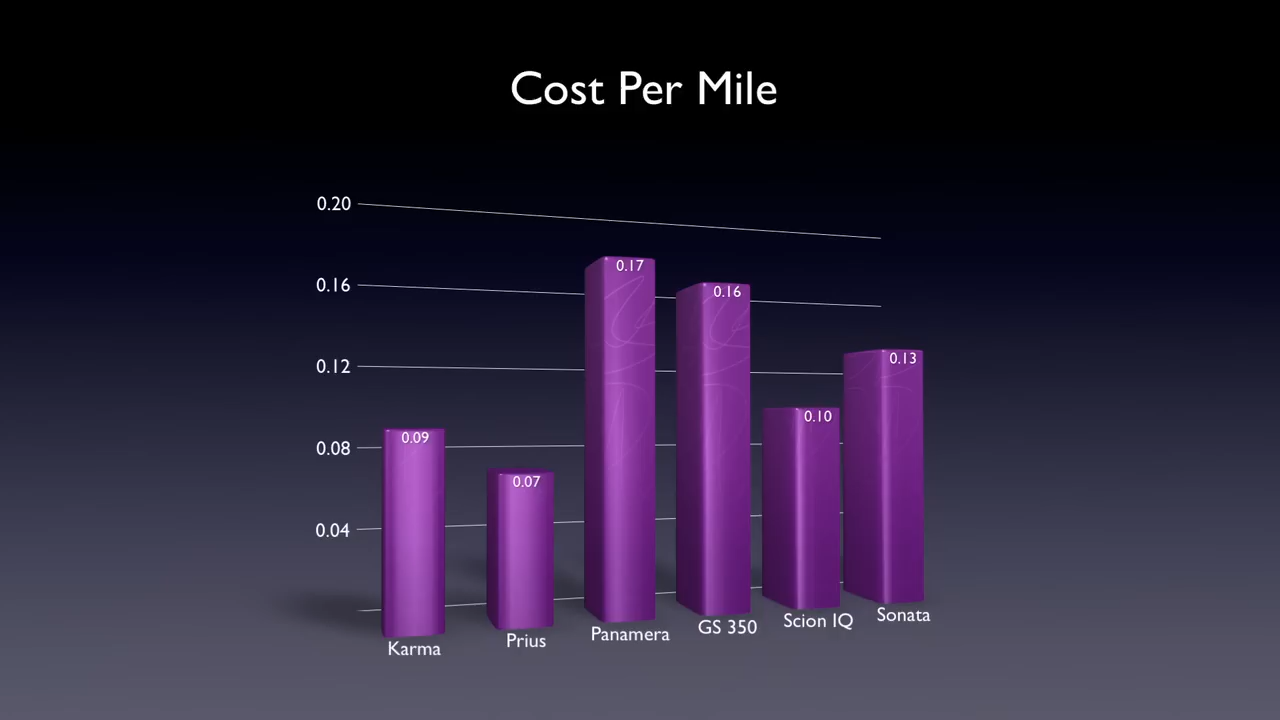 Cost Per Mile
0.20
0.16
0.12
0.08
0.04
0.09
0.07
0.17
0.16
0.10
0.13
Karma
Prius
Panamera
GS 350
Scion IQ
Sonata